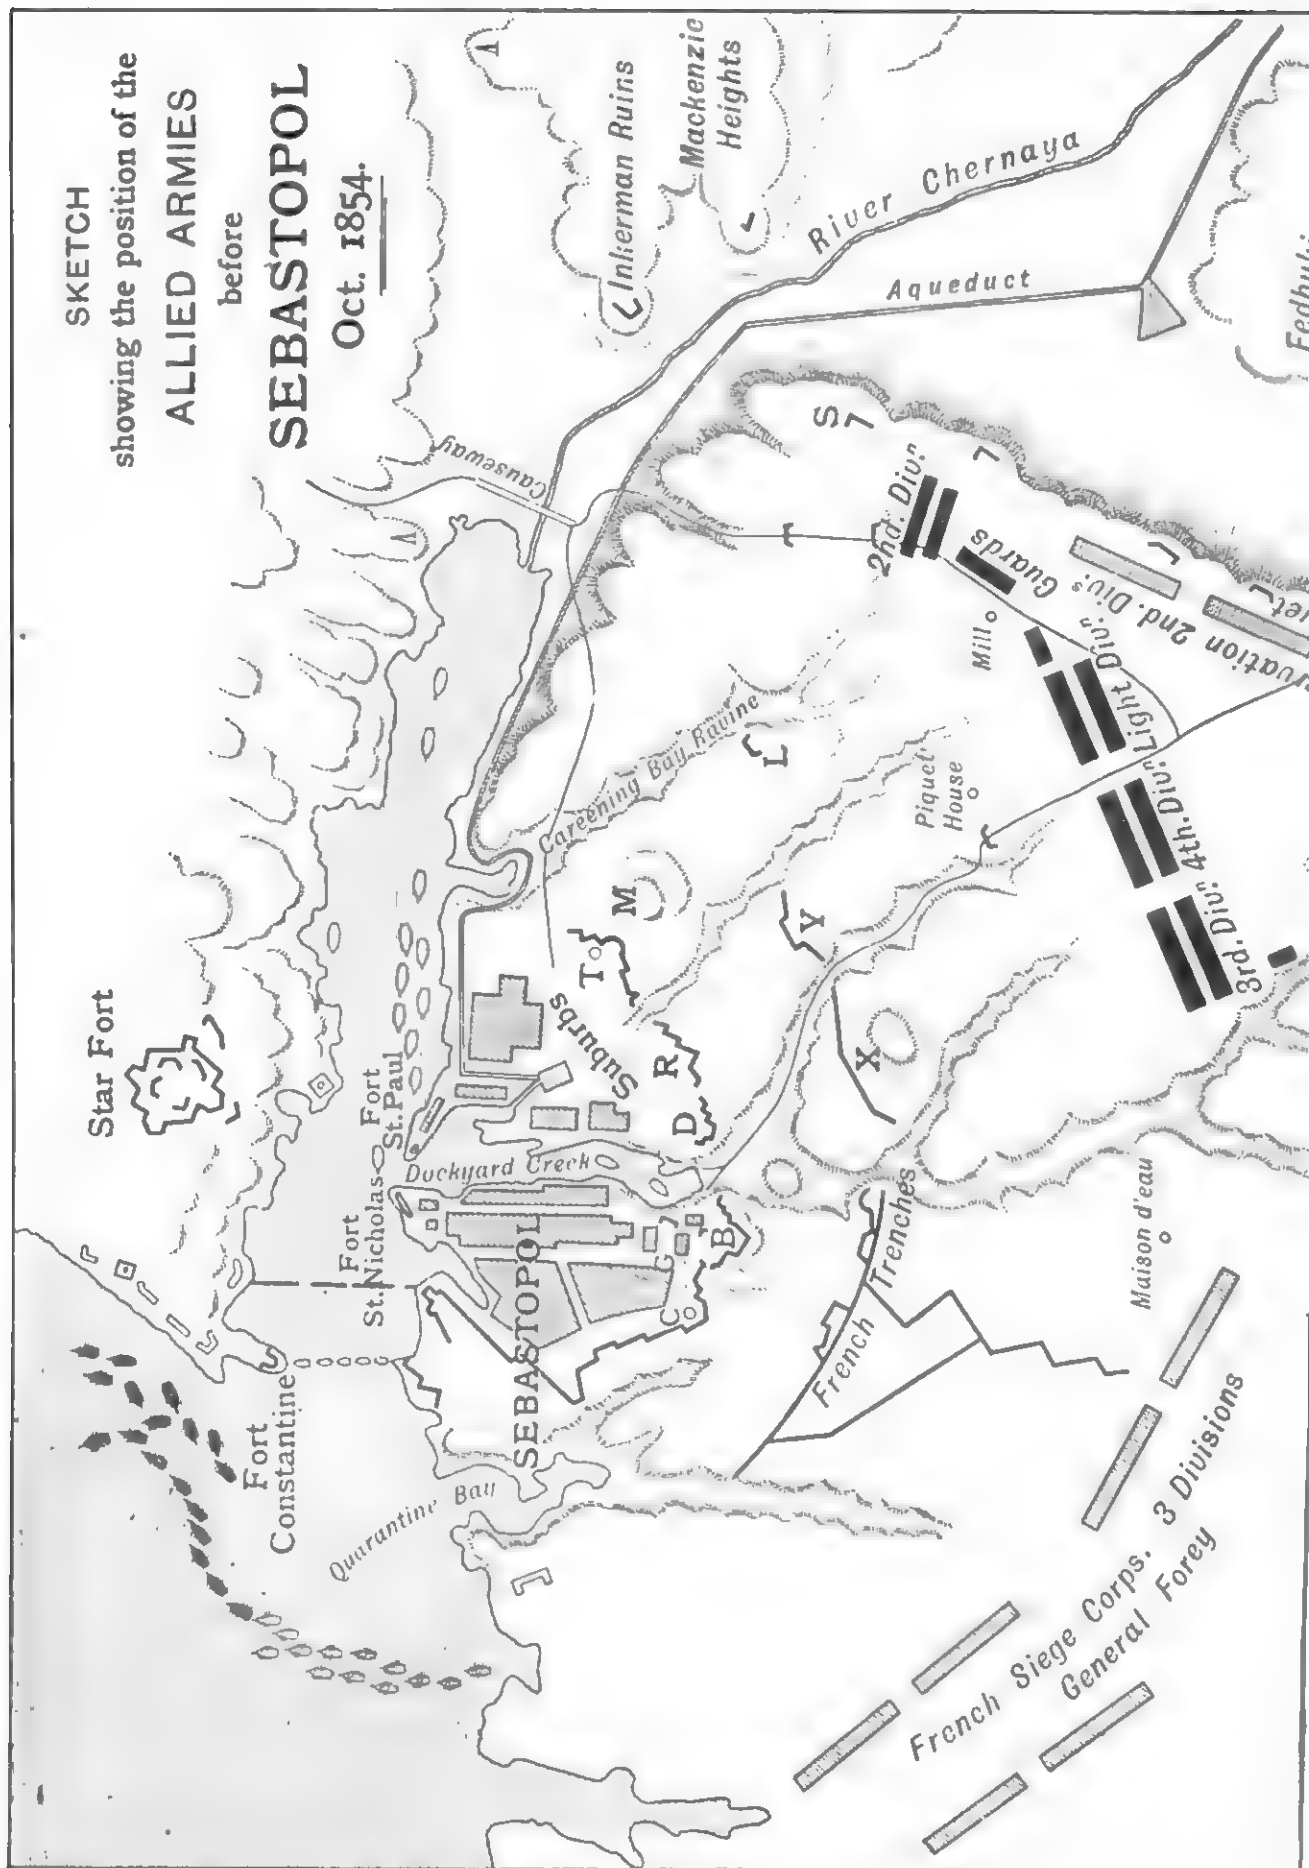 SKETCH
showing the position of the
ALLIED ARMIES
before
SEBASTOPOL
Oct. 1854.
Star Fort
Fort
Constantine
Fort
St. Nicholas
Fort
St. Paul
Causeway
Inkerman Ruins
Mackenzie
Heights
River Chernaya
Aqueduct
Quarantine Bay
SEBASTOPOL
Dockyard Creek
Suburbs
Careening Bay Ravine
T
M
R
D
B
C
G
L
V
X
S
2nd. Divn.
Guards
Mill
Piquet
House
Light Divn.
4th. Divn.
3rd. Divn.
2nd. Divs.
French Trenches
Maison d'eau
French Siege Corps. 3 Divisions
General Forey